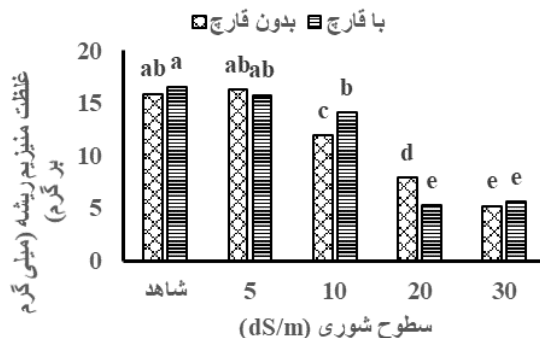 بدون قارچ با قارچ
غلظت منیزیم ریشه (میلی گرم
بر گرم)
20
15
10
5
0
ab a ab ab c b d e e e
شاهد 5 10 20 30
سطوح شوری (dS/m)